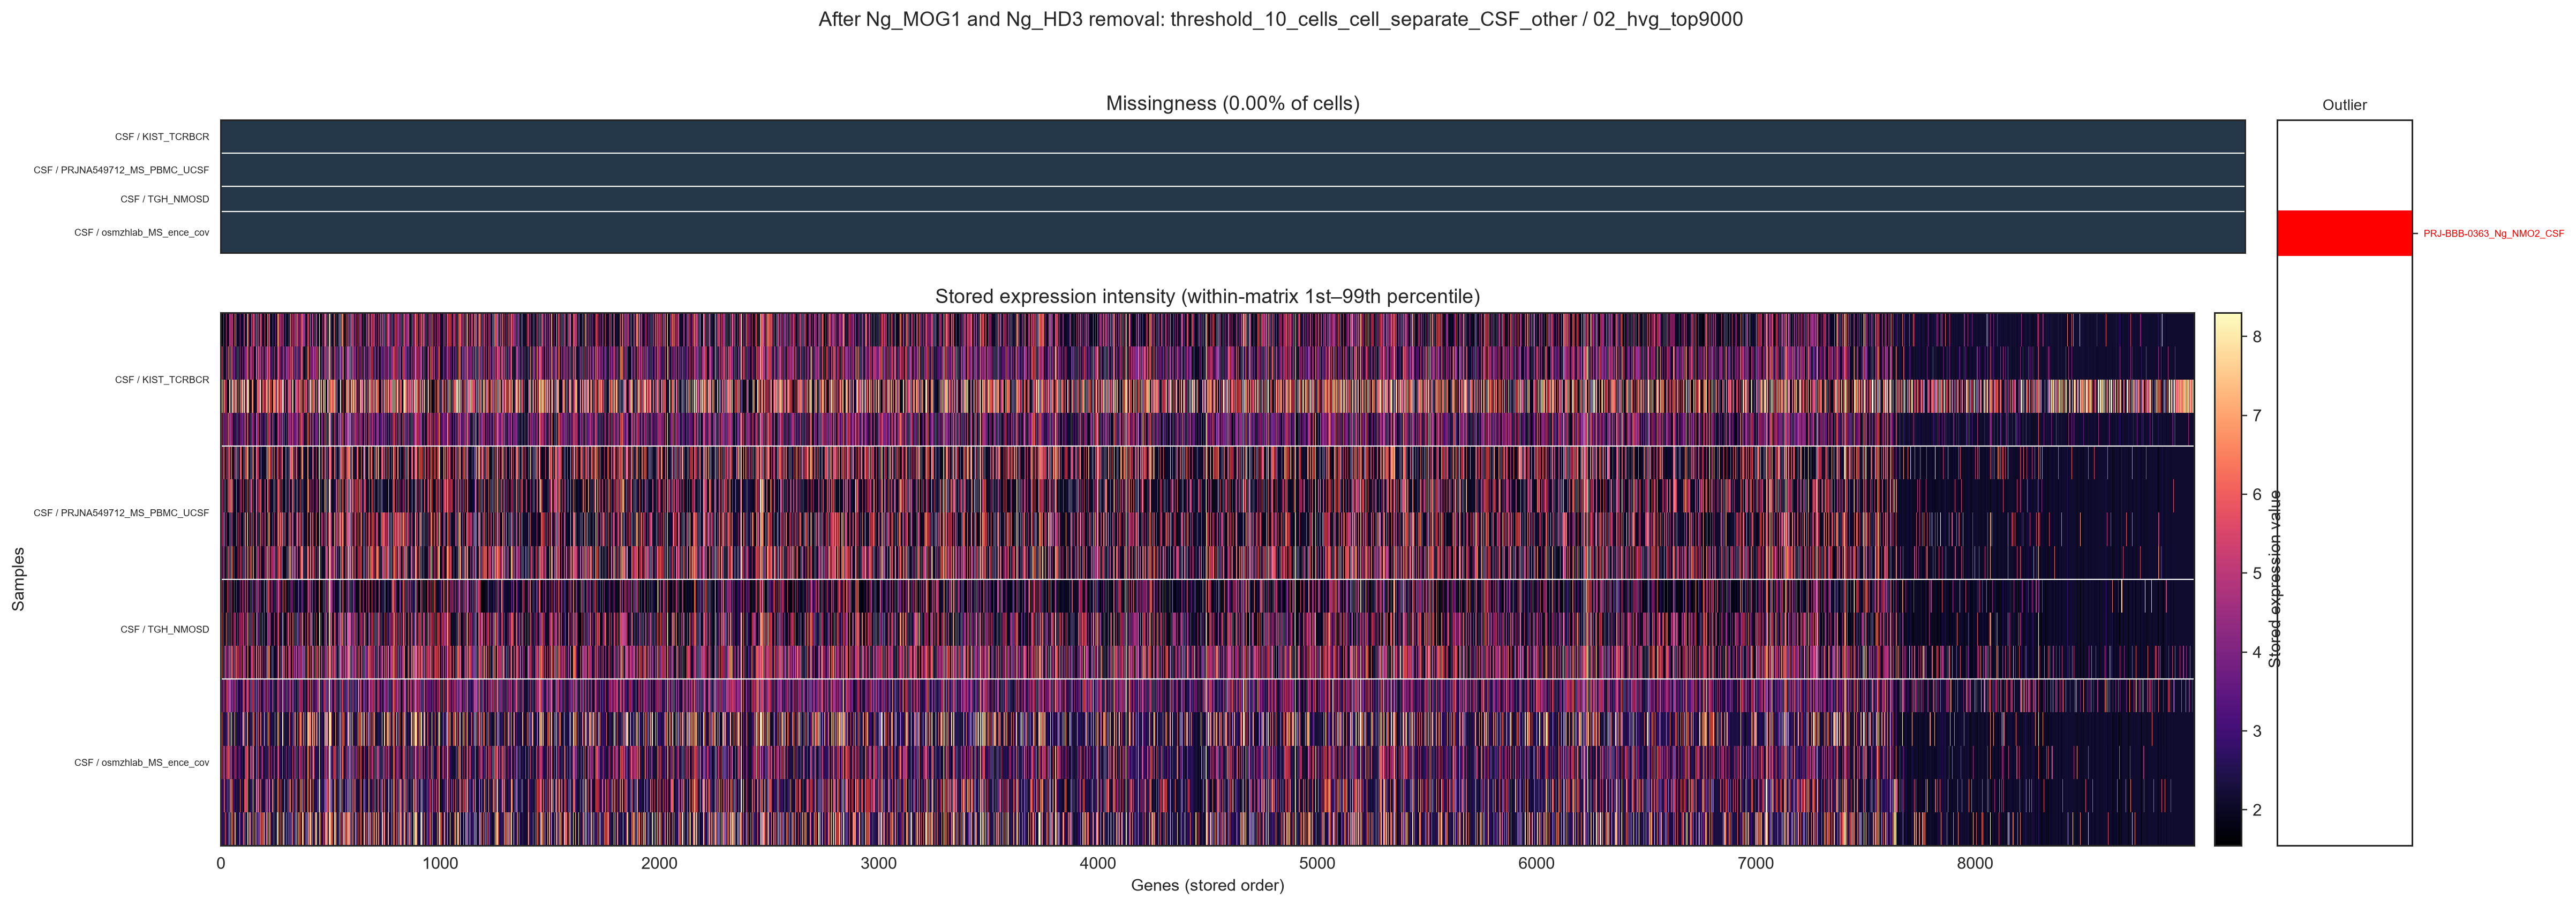 After Ng_MOG1 and Ng_HD3 removal: threshold_10_cells_cell_separate_CSF_other / 02_hvg_top9000
Missingness (0.00% of cells)
Outlier
CSF / KIST_TCRBCR
CSF / PRJNA549712_MS_PBMC_UCSF
CSF / TGH_NMOSD
CSF / osmzhlab_MS_ence_cov
PRJ-BBB-0363_Ng_NMO2_CSF
Stored expression intensity (within-matrix 1st–99th percentile)
Samples
CSF / KIST_TCRBCR
CSF / PRJNA549712_MS_PBMC_UCSF
CSF / TGH_NMOSD
CSF / osmzhlab_MS_ence_cov
8
7
6
5
4
3
2
Stored expression value
0 1000 2000 3000 4000 5000 6000 7000 8000
Genes (stored order)